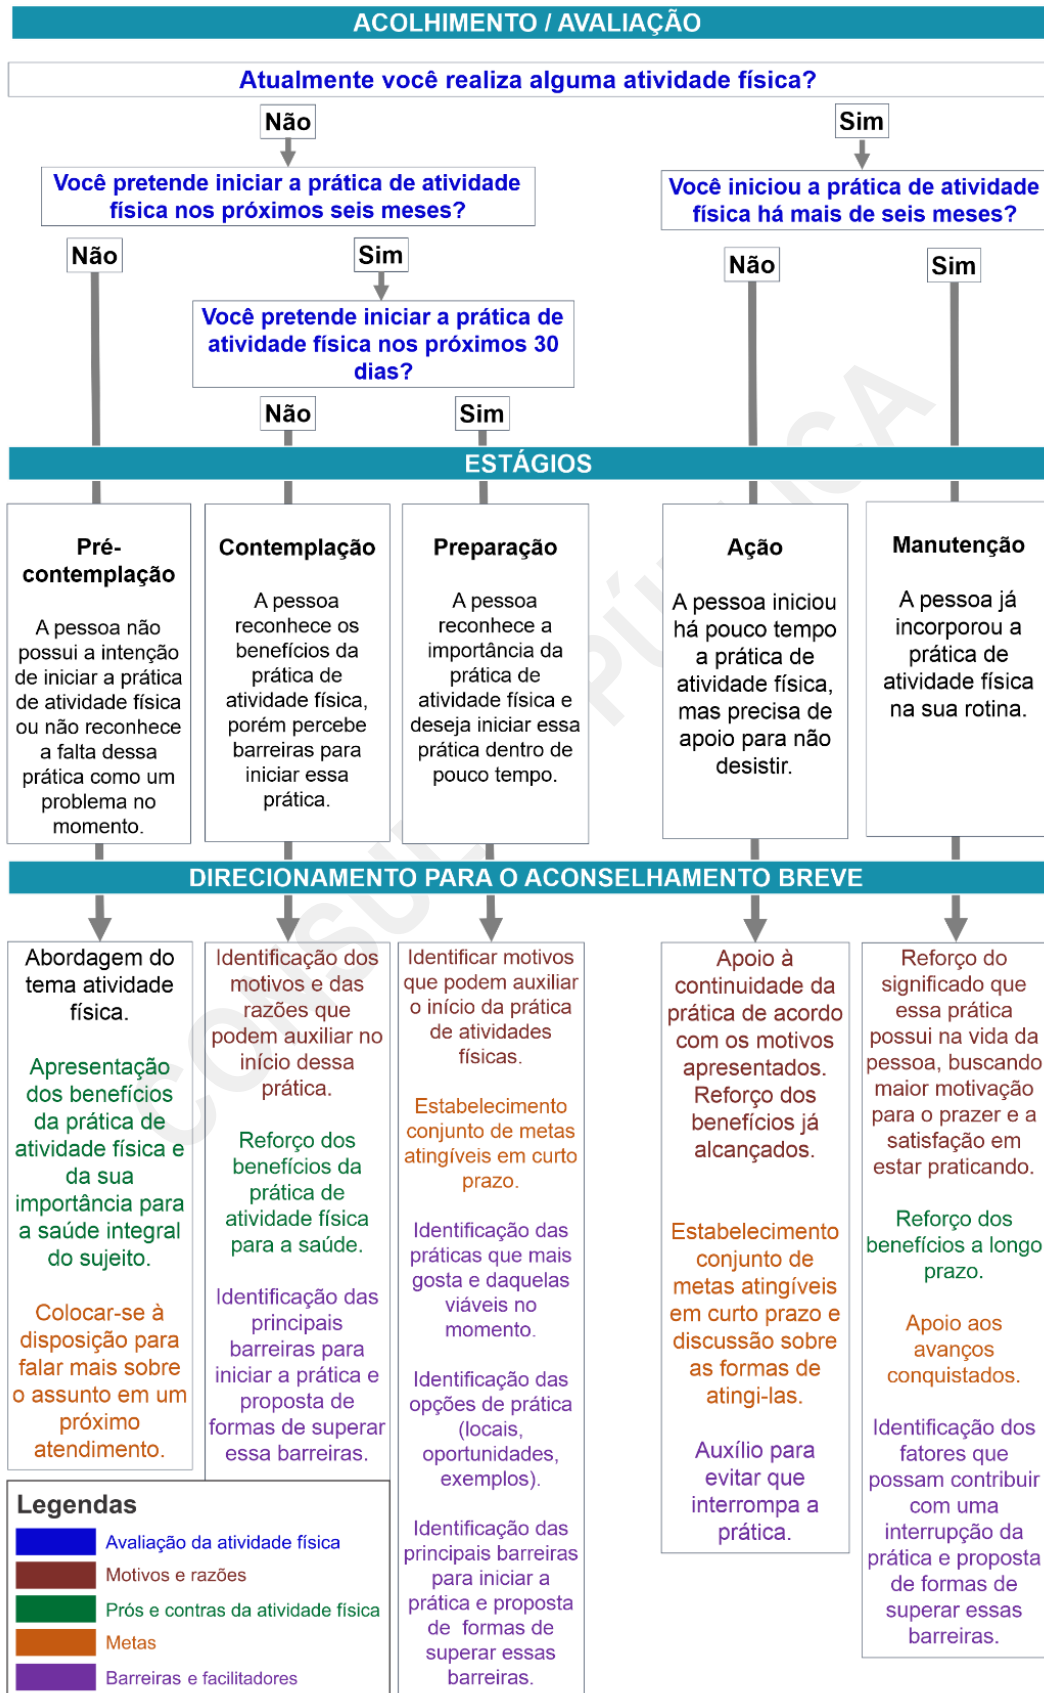 ACOLHIMENTO / AVALIAÇÃO
Atualmente você realiza alguma atividade física?
Não
Sim
Você pretende iniciar a prática de atividade
física nos próximos seis meses?
Você iniciou a prática de atividade
física há mais de seis meses?
Não
Sim
Não
Sim
Você pretende iniciar a prática de
atividade física nos próximos 30
dias?
Não
Sim
ESTÁGIOS
Pré-
contemplação
A pessoa não
possui a intenção
de iniciar a prática
de atividade física
ou não reconhece
a falta dessa
prática como um
problema no
momento.
Contemplação
A pessoa
reconhece os
benefícios da
prática de
atividade física,
porém percebe
barreiras para
iniciar essa
prática.
Preparação
A pessoa
reconhece a
importância da
prática de
atividade física e
deseja iniciar essa
prática dentro de
pouco tempo.
Ação
A pessoa iniciou
há pouco tempo
a prática de
atividade física,
mas precisa de
apoio para não
desistir.
Manutenção
A pessoa já
incorporou a
prática de
atividade física
na sua rotina.
DIRECIONAMENTO PARA O ACONSELHAMENTO BREVE
Abordagem do
tema atividade
física.
Apresentação
dos benefícios
da prática de
atividade física e
da sua
importância para
a saúde integral
do sujeito.
Colocar-se à
disposição para
falar mais sobre
o assunto em um
próximo
atendimento.
Identificação dos
motivos e das
razões que
podem auxiliar no
início dessa
prática.
Reforço dos
benefícios da
prática de
atividade física
para a saúde.
Identificação das
principais
barreiras para
iniciar a prática e
proposta de
formas de superar
essa barreiras.
Identificar motivos
que podem auxiliar
o início da prática
de atividades
físicas.
Estabelecimento
conjunto de metas
atingíveis em curto
prazo.
Identificação das
práticas que mais
gosta e daquelas
viáveis no
momento.
Identificação das
opções de prática
(locais,
oportunidades,
exemplos).
Identificação das
principais barreiras
para iniciar a
prática e proposta
de formas de
superar essas
barreiras.
Apoio à
continuidade da
prática de acordo
com os motivos
apresentados.
Reforço dos
benefícios já
alcançados.
Estabelecimento
conjunto de
metas atingíveis
em curto prazo e
discussão sobre
as formas de
atingi-las.
Auxílio para
evitar que
interrompa a
prática.
Reforço do
significado que
essa prática
possui na vida da
pessoa, buscando
maior motivação
para o prazer e a
satisfação em
estar praticando.
Reforço dos
benefícios a longo
prazo.
Apoio aos
avanços
conquistados.
Identificação dos
fatores que
possam contribuir
com uma
interrupção da
prática e proposta
de formas de
superar essas
barreiras.
Legendas
Avaliação da atividade física
Motivos e razões
Prós e contras da atividade física
Metas
Barreiras e facilitadores